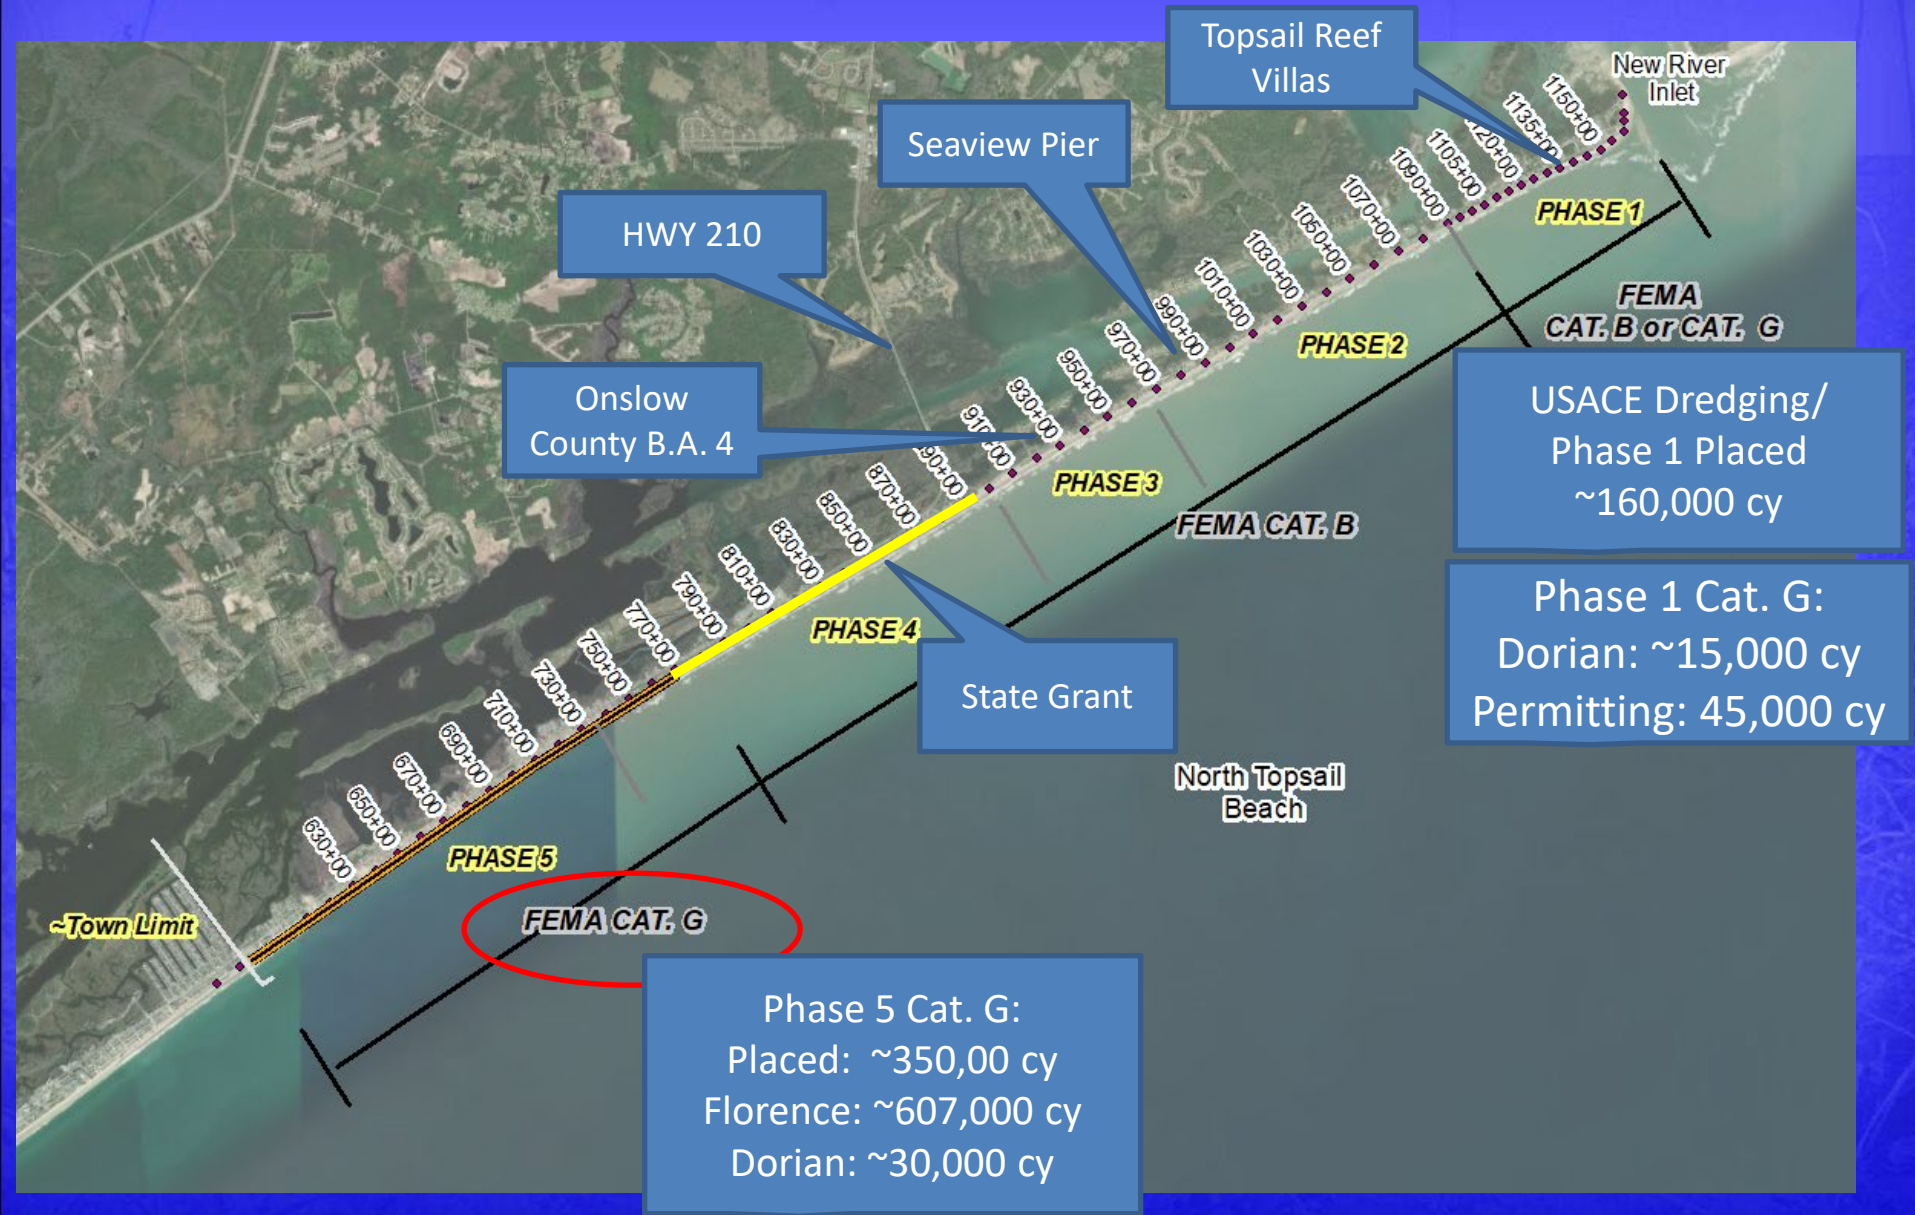 Topsail Reef
Villas
New River
Inlet
Seaview Pier
HWY 210
Onslow
County B.A. 4
1150+00
1135+00
120+00
1105+00
1090+00
1070+00
1050+00
1030+00
1010+00
990+00
970+00
950+00
930+00
910+00
90+00
870+00
850+00
830+00
810+00
790+00
770+00
750+00
730+00
710+00
690+00
670+00
650+00
630+00
PHASE 1
FEMA
CAT. B or CAT. G
PHASE 2
USACE Dredging/
Phase 1 Placed
~160,000 cy
PHASE 3
FEMA CAT. B
Phase 1 Cat. G:
Dorian: ~15,000 cy
Permitting: 45,000 cy
PHASE 4
State Grant
North Topsail
Beach
PHASE 5
~Town Limit
FEMA CAT. G
Phase 5 Cat. G:
Placed: ~350,00 cy
Florence: ~607,000 cy
Dorian: ~30,000 cy